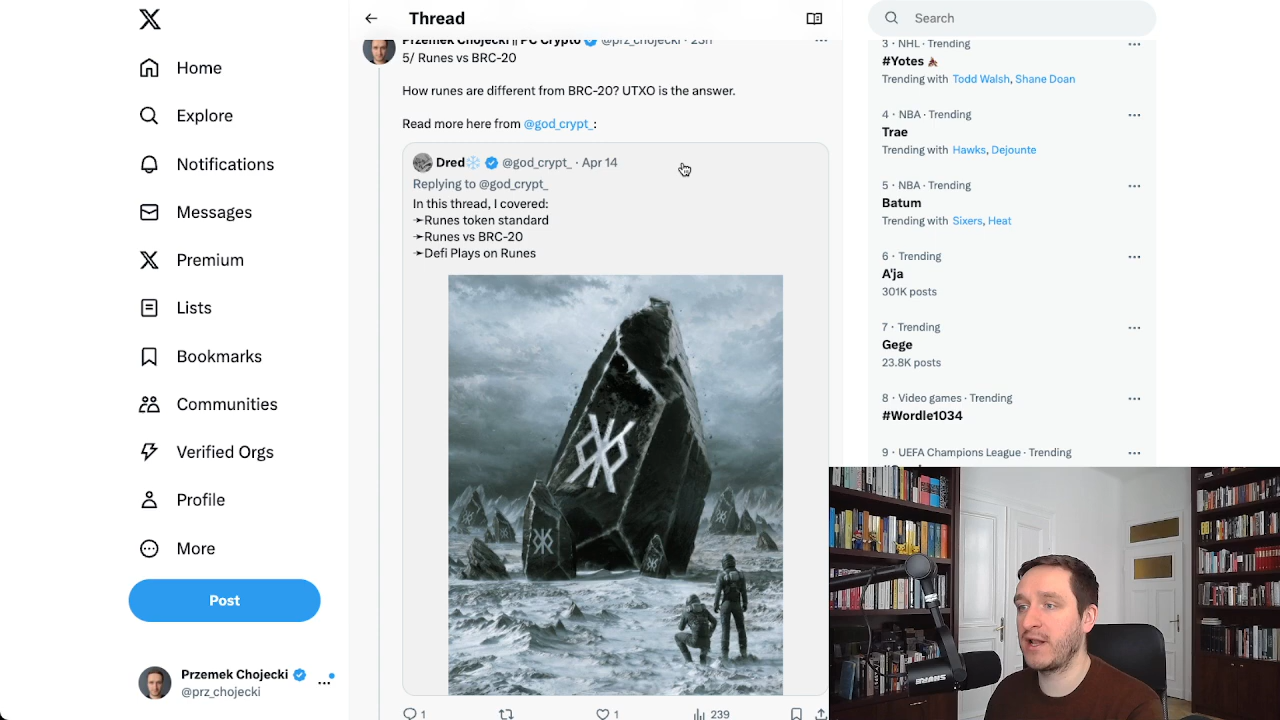 Home
Explore
Notifications
Messages
Premium
Lists
Bookmarks
Communities
Verified Orgs
Profile
More
Post
Przemek Chojecki
@prz_chojecki
Thread
Przemek Chojecki || PC Crypto @prz_chojecki · 23h
5/ Runes vs BRC-20
How runes are different from BRC-20? UTXO is the answer.
Read more here from @god_crypt_:
Dred @god_crypt_ · Apr 14
Replying to @god_crypt_
In this thread, I covered:
➛Runes token standard
➛Runes vs BRC-20
➛Defi Plays on Runes
1
1
239
Search
3 · NHL · Trending
#Yotes
Trending with Todd Walsh, Shane Doan
4 · NBA · Trending
Trae
Trending with Hawks, Dejounte
5 · NBA · Trending
Batum
Trending with Sixers, Heat
6 · Trending
A'ja
301K posts
7 · Trending
Gege
23.8K posts
8 · Video games · Trending
#Wordle1034
9 · UEFA Champions League · Trending